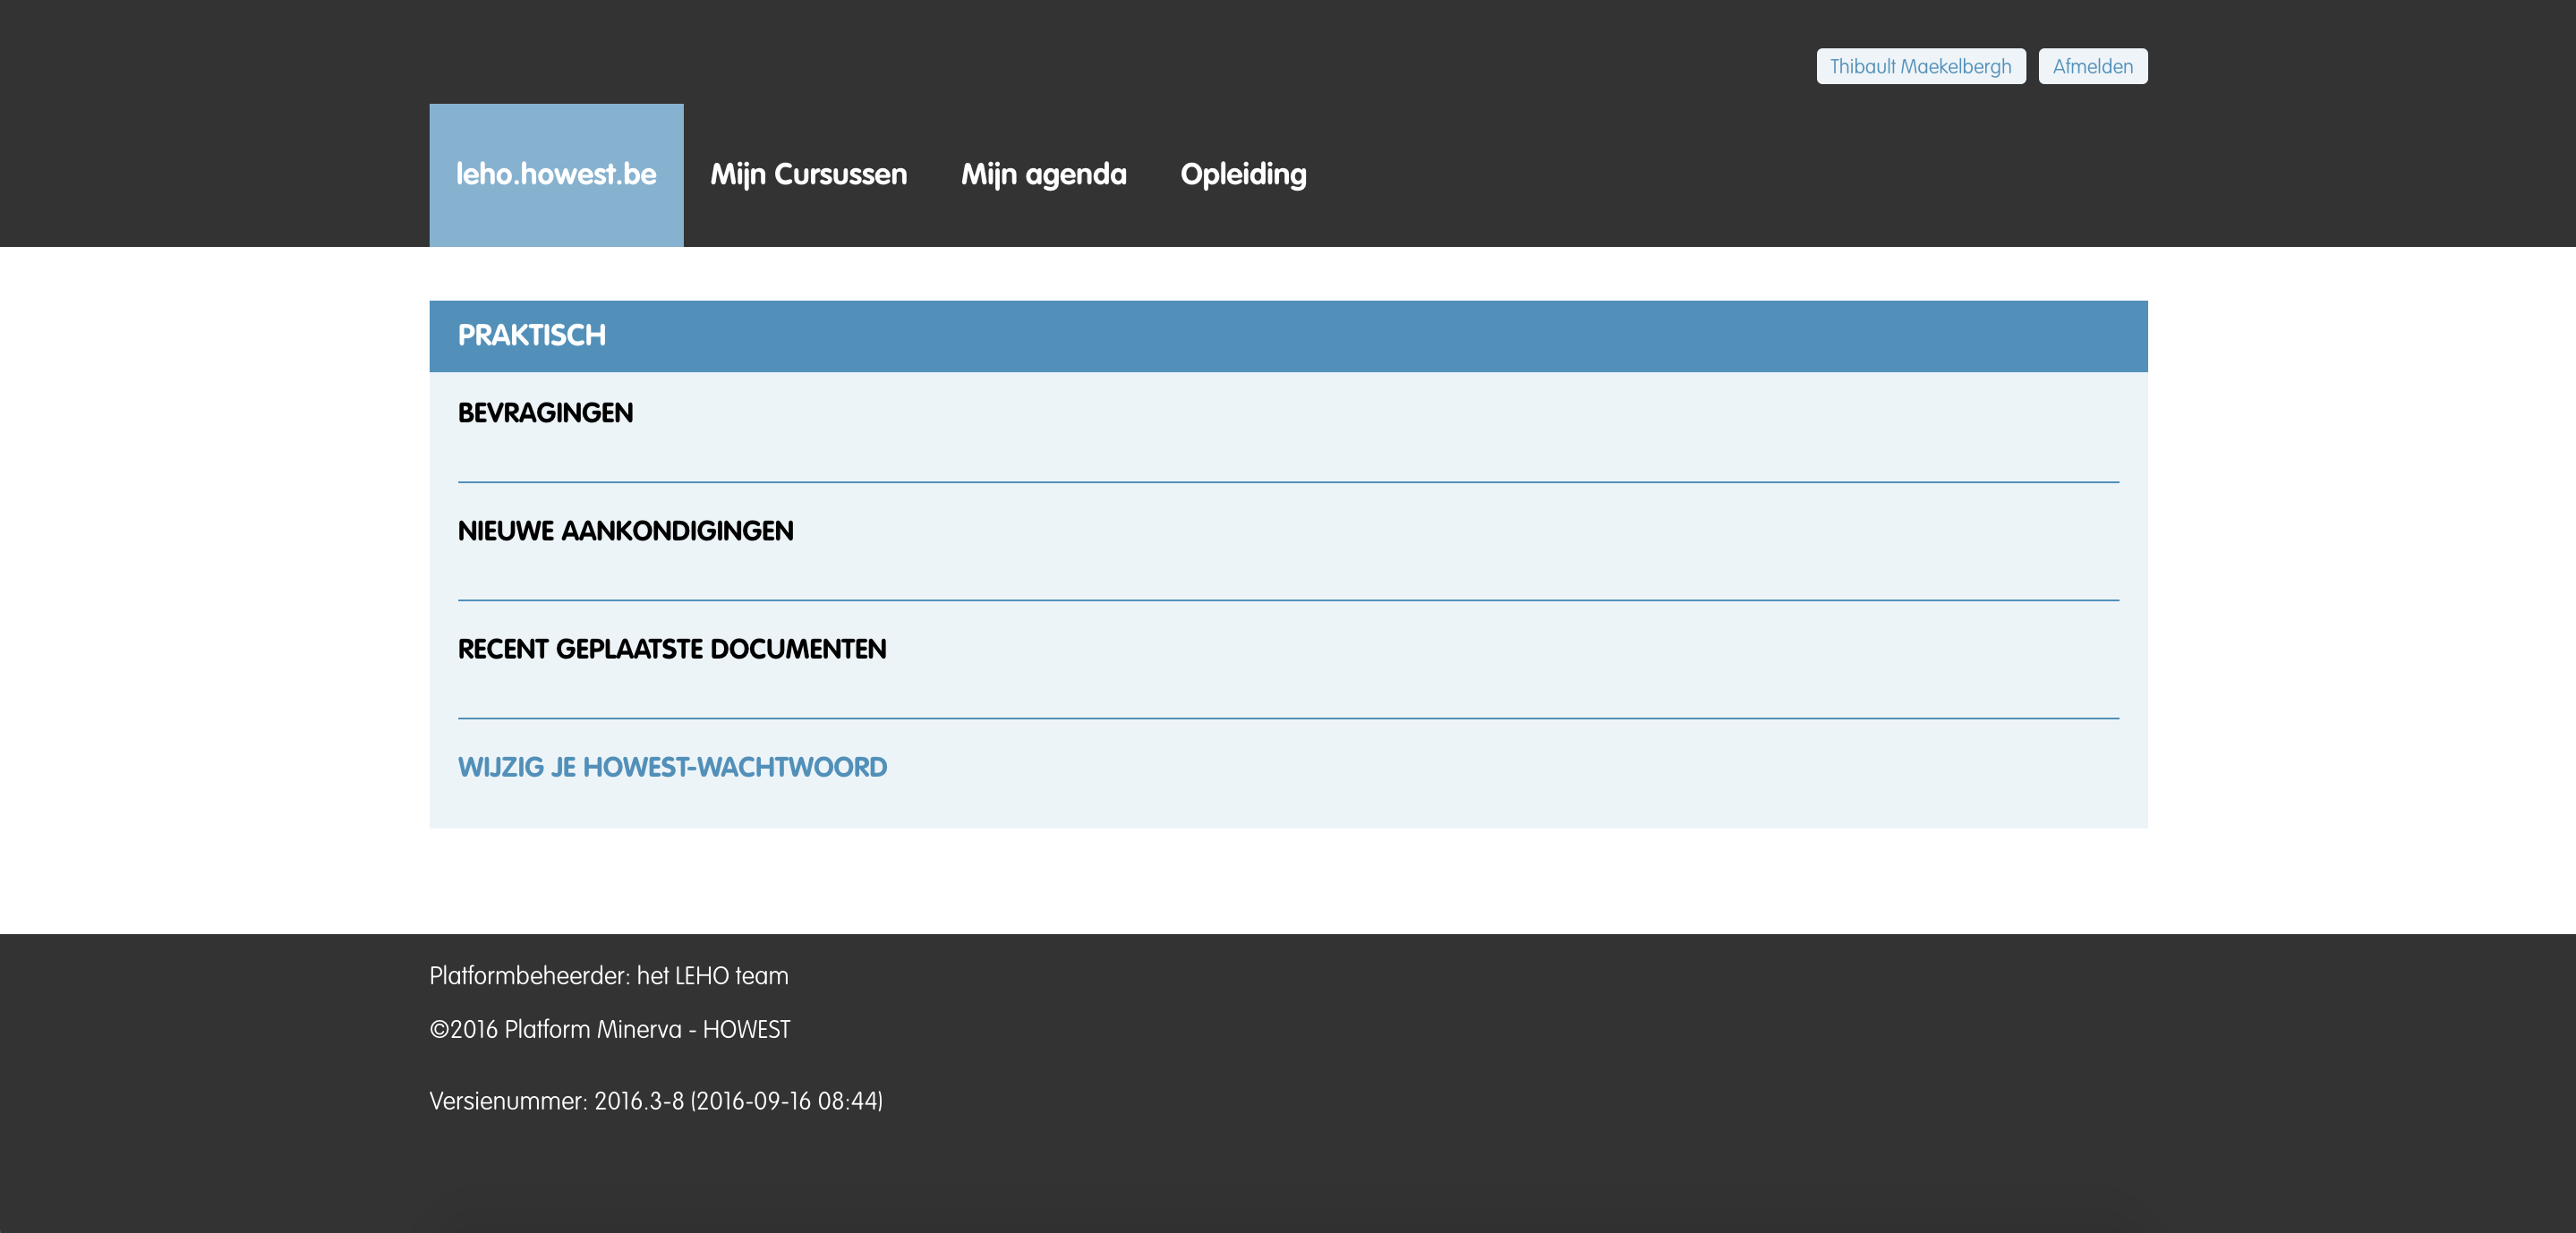 Thibault Maekelbergh Afmelden
leho.howest.be Mijn Cursussen Mijn agenda Opleiding
PRAKTISCH
BEVRAGINGEN
NIEUWE AANKONDIGINGEN
RECENT GEPLAATSTE DOCUMENTEN
WIJZIG JE HOWEST-WACHTWOORD
Platformbeheerder: het LEHO team
©2016 Platform Minerva - HOWEST
Versienummer: 2016.3-8 (2016-09-16 08:44)